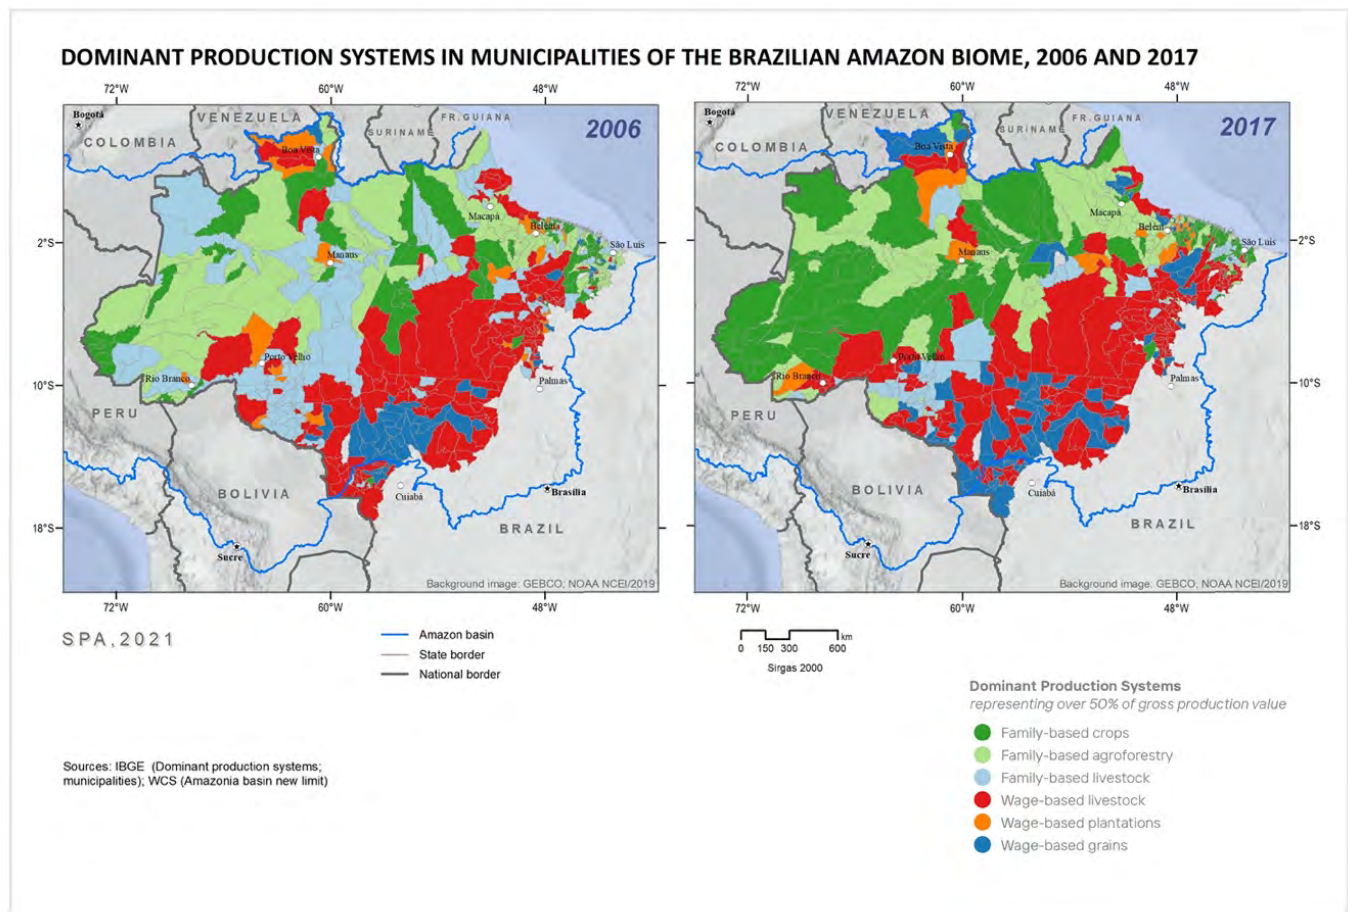 DOMINANT PRODUCTION SYSTEMS IN MUNICIPALITIES OF THE BRAZILIAN AMAZON BIOME, 2006 AND 2017
72°W 60°W 48°W
Bogotá
COLOMBIA
VENEZUELA
SURINAME
FR.GUIANA
2006
Boa Vista
Macapá
Belém
São Luís
2°S
Manaus
Porto Velho
Rio Branco
10°S
Palmas
PERU
BOLIVIA
Cuiabá
Brasília
BRAZIL
18°S
Sucre
Background image: GEBCO; NOAA NCEI/2019
72°W 60°W 48°W
72°W 60°W 48°W
Bogotá
COLOMBIA
VENEZUELA
SURINAME
FR.GUIANA
2017
Boa Vista
Macapá
Belém
São Luís
2°S
Manaus
Porto Velho
Rio Branco
10°S
Palmas
PERU
BOLIVIA
Cuiabá
Brasília
BRAZIL
18°S
Sucre
Background image: GEBCO; NOAA NCEI/2019
72°W 60°W 48°W
SPA,2021
Amazon basin
State border
National border
km
0 150 300 600
Sirgas 2000
Dominant Production Systems
representing over 50% of gross production value
Family-based crops
Family-based agroforestry
Family-based livestock
Wage-based livestock
Wage-based plantations
Wage-based grains
Sources: IBGE (Dominant production systems;
municipalities); WCS (Amazonia basin new limit)